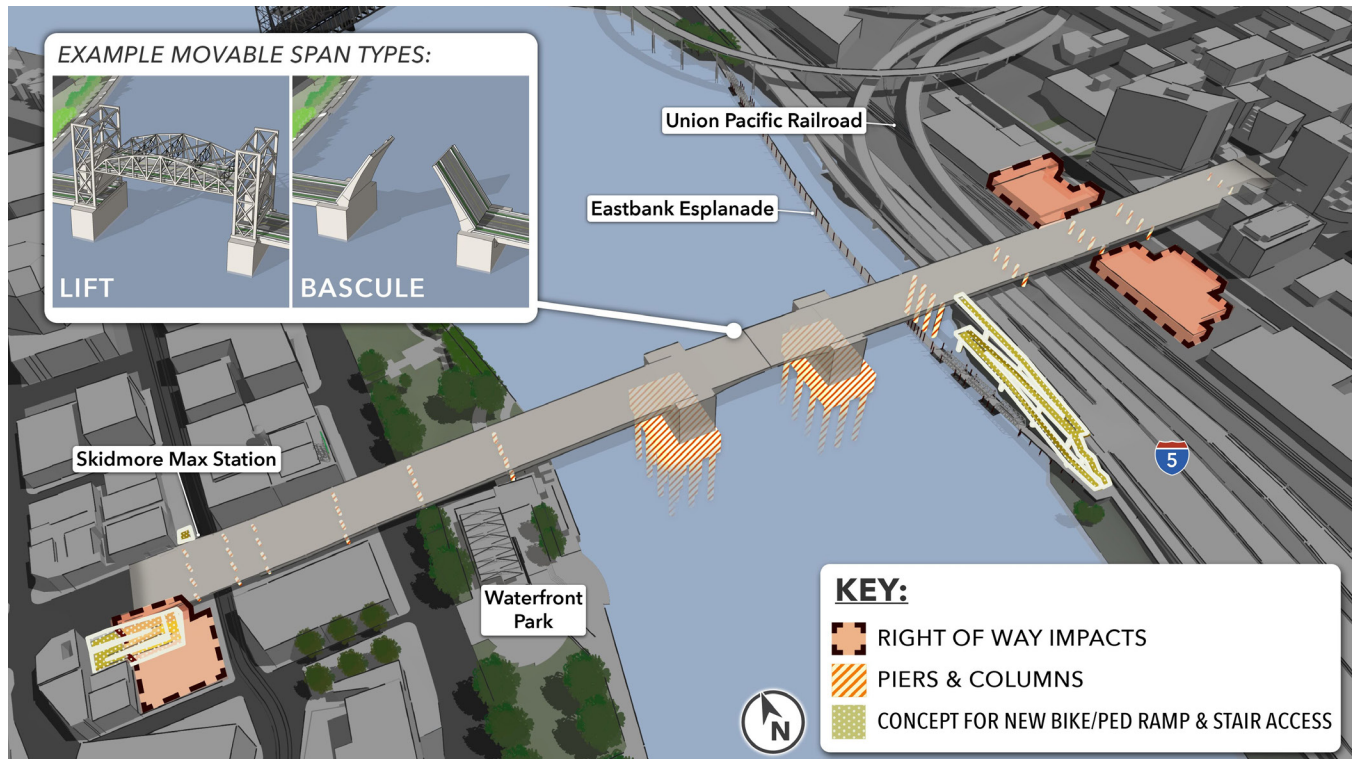 EXAMPLE MOVABLE SPAN TYPES:
LIFT
BASCULE
Union Pacific Railroad
Eastbank Esplanade
Skidmore Max Station
Waterfront
Park
5
N
KEY:
RIGHT OF WAY IMPACTS
PIERS & COLUMNS
CONCEPT FOR NEW BIKE/PED RAMP & STAIR ACCESS